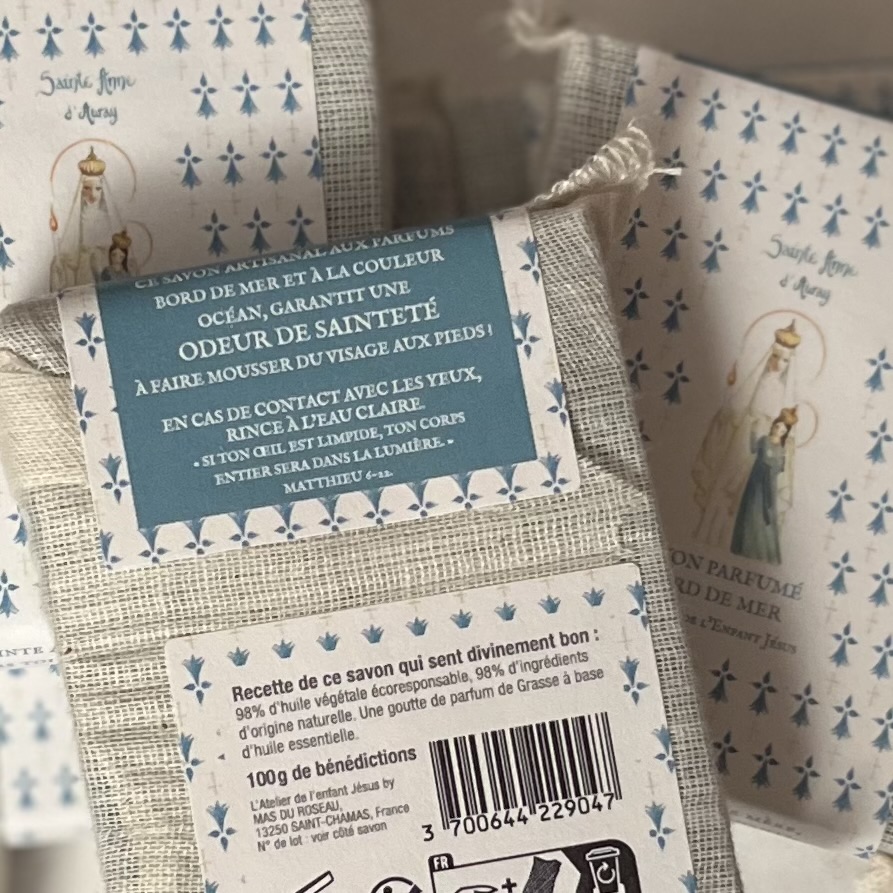 Sainte Anne
d'Auray
CE SAVON ARTISANAL AUX PARFUMS
BORD DE MER ET À LA COULEUR
OCÉAN, GARANTIT UNE
ODEUR DE SAINTETÉ
À FAIRE MOUSSER DU VISAGE AUX PIEDS !
EN CAS DE CONTACT AVEC LES YEUX,
RINCE À L'EAU CLAIRE.
« SI TON ŒIL EST LIMPIDE, TON CORPS
ENTIER SERA DANS LA LUMIÈRE. »
MATTHIEU 6-22.
Sainte Anne
d'Auray
ON PARFUMÉ
RD DE MER
DE L'ENFANT JÉSUS
Recette de ce savon qui sent divinement bon :
98% d'huile végétale écoresponsable, 98% d'ingrédients
d'origine naturelle. Une goutte de parfum de Grasse à base
d'huile essentielle.
100g de bénédictions
L'Atelier de l'enfant Jésus by
MAS DU ROSEAU,
13250 SAINT-CHAMAS, France
N° de lot : voir côté savon
3 700644 229047
FR